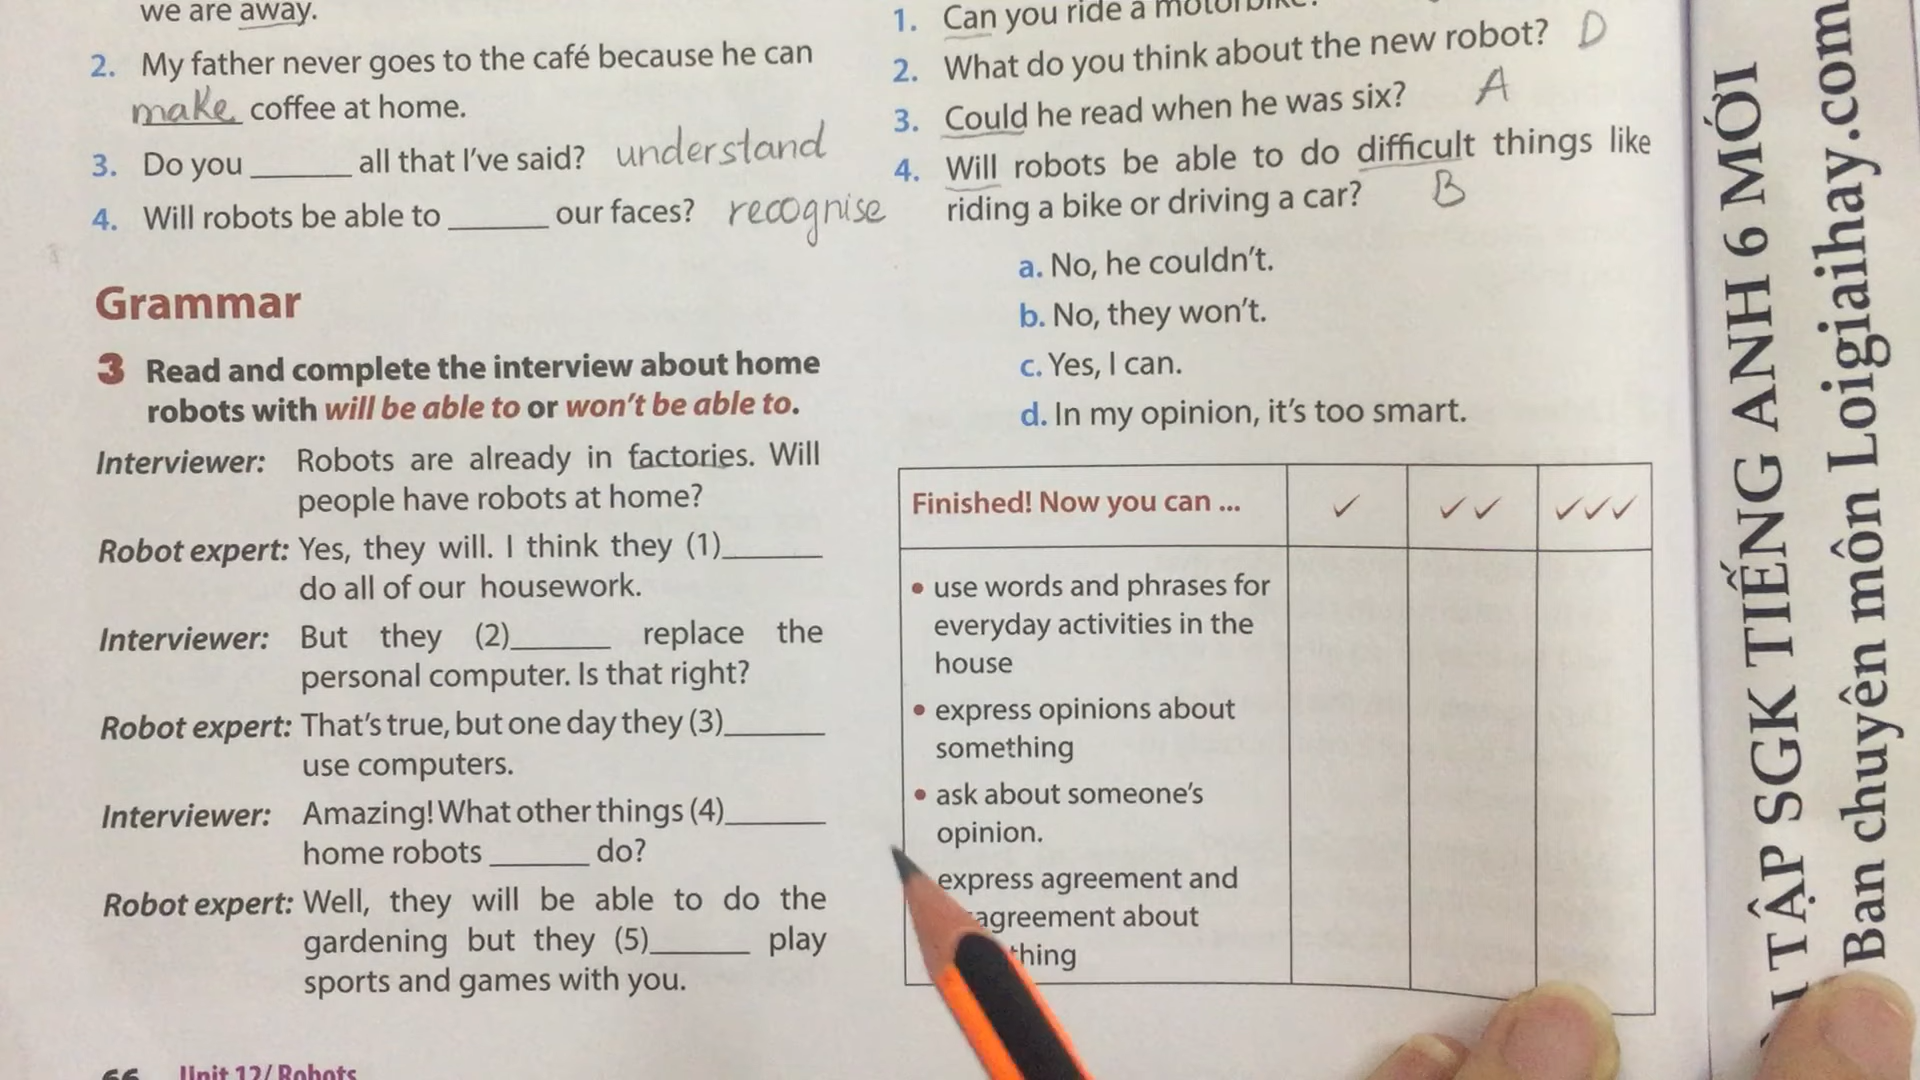 we are away.
2. My father never goes to the café because he can
make coffee at home.
3. Do you ______ all that I've said? understand
4. Will robots be able to ______ our faces? recognise
Grammar
3 Read and complete the interview about home
robots with will be able to or won't be able to.
Interviewer: Robots are already in factories. Will
people have robots at home?
Robot expert: Yes, they will. I think they (1)______
do all of our housework.
Interviewer: But they (2)______ replace the
personal computer. Is that right?
Robot expert: That's true, but one day they (3)______
use computers.
Interviewer: Amazing! What other things (4)______
home robots ______ do?
Robot expert: Well, they will be able to do the
gardening but they (5)______ play
sports and games with you.
66 Unit 12/ Robots
1. Can you ride a motorbike?
2. What do you think about the new robot? D
3. Could he read when he was six? A
4. Will robots be able to do difficult things like
riding a bike or driving a car? B
a. No, he couldn't.
b. No, they won't.
c. Yes, I can.
d. In my opinion, it's too smart.
Finished! Now you can ... ✓ ✓✓ ✓✓✓
• use words and phrases for
everyday activities in the
house
• express opinions about
something
• ask about someone's
opinion.
express agreement and
agreement about
thing
TẬP SGK TIẾNG ANH 6 MỚI
Ban chuyên môn Loigiaihay.com